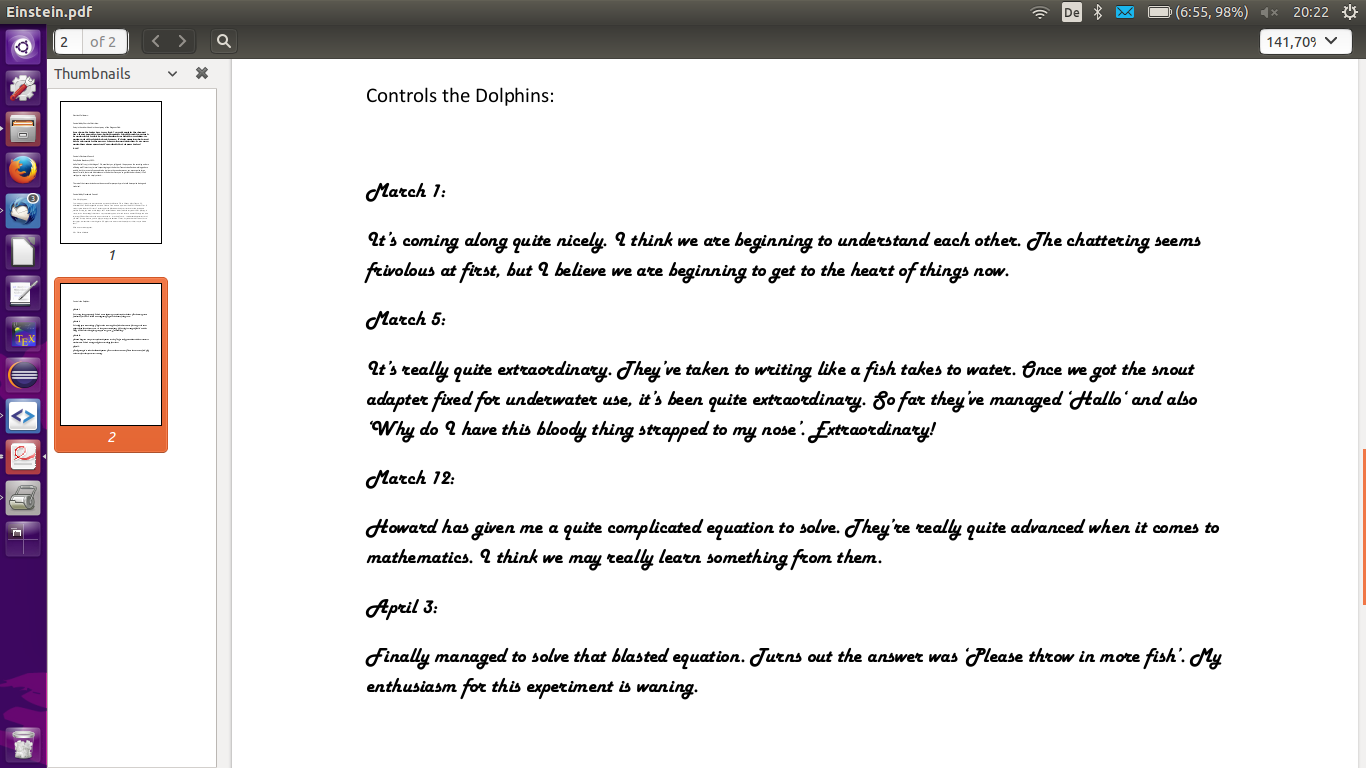 Einstein.pdf
De
(6:55, 98%)
20:22
2
of 2
141,70%
Thumbnails
1
2
3
TEX
Controls the Dolphins:
March 1:
It's coming along quite nicely. I think we are beginning to understand each other. The chattering seems
frivolous at first, but I believe we are beginning to get to the heart of things now.
March 5:
It's really quite extraordinary. They've taken to writing like a fish takes to water. Once we got the snout
adapter fixed for underwater use, it's been quite extraordinary. So far they've managed 'Hallo' and also
'Why do I have this bloody thing strapped to my nose'. Extraordinary!
March 12:
Howard has given me a quite complicated equation to solve. They're really quite advanced when it comes to
mathematics. I think we may really learn something from them.
April 3:
Finally managed to solve that blasted equation. Turns out the answer was 'Please throw in more fish'. My
enthusiasm for this experiment is waning.